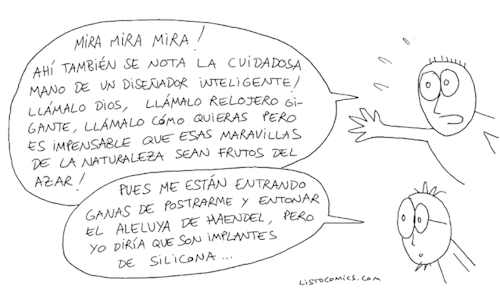 MIRA MIRA MIRA!
AHÍ TAMBIÉN SE NOTA LA CUIDADOSA
MANO DE UN DISEÑADOR INTELIGENTE!
LLÁMALO DIOS, LLÁMALO RELOJERO GI-
GANTE, LLÁMALO CÓMO QUIERAS PERO
ES IMPENSABLE QUE ESAS MARAVILLAS
DE LA NATURALEZA SEAN FRUTOS DEL
AZAR!
PUES ME ESTÁN ENTRANDO
GANAS DE POSTRARME Y ENTONAR
EL ALELUYA DE HAENDEL, PERO
YO DIRÍA QUE SON IMPLANTES
DE SILICONA...
LISTOCOMICS.COM